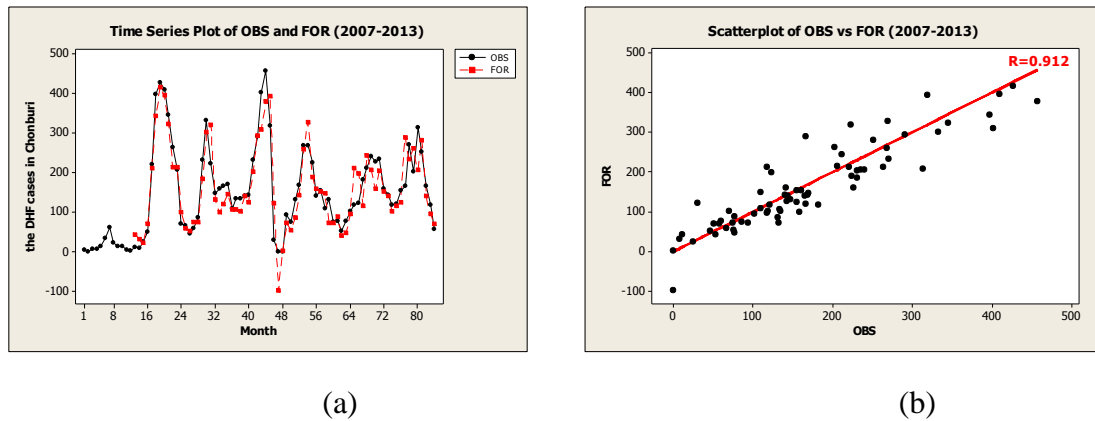 Time Series Plot of OBS and FOR (2007-2013)
500
400
300
200
100
0
-100
the DHF cases in Chonburi
1 8 16 24 32 40 48 56 64 72 80
Month
OBS
FOR
(a)
Scatterplot of OBS vs FOR (2007-2013)
R=0.912
500
400
300
200
100
0
-100
FOR
0 100 200 300 400 500
OBS
(b)